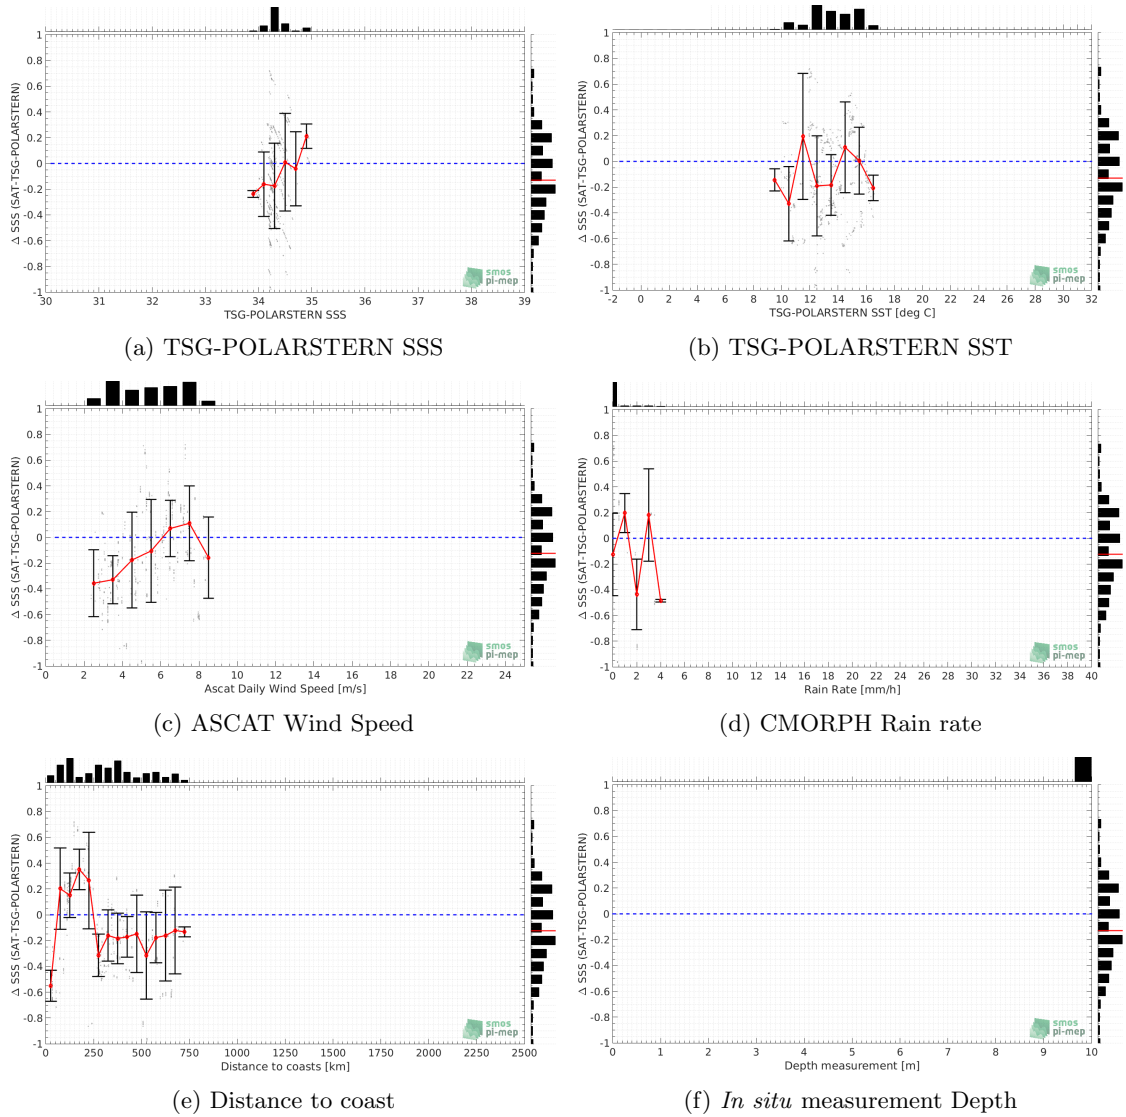 1
0.8
0.6
0.4
0.2
0
-0.2
-0.4
-0.6
-0.8
-1
Δ SSS (SAT-TSG-POLARSTERN)
30 31 32 33 34 35 36 37 38 39
TSG-POLARSTERN SSS
smos
pi-mep
(a) TSG-POLARSTERN SSS
1
0.8
0.6
0.4
0.2
0
-0.2
-0.4
-0.6
-0.8
-1
Δ SSS (SAT-TSG-POLARSTERN)
-2 0 2 4 6 8 10 12 14 16 18 20 22 24 26 28 30 32
TSG-POLARSTERN SST [deg C]
smos
pi-mep
(b) TSG-POLARSTERN SST
1
0.8
0.6
0.4
0.2
0
-0.2
-0.4
-0.6
-0.8
-1
Δ SSS (SAT-TSG-POLARSTERN)
0 2 4 6 8 10 12 14 16 18 20 22 24
Ascat Daily Wind Speed [m/s]
smos
pi-mep
(c) ASCAT Wind Speed
1
0.8
0.6
0.4
0.2
0
-0.2
-0.4
-0.6
-0.8
-1
Δ SSS (SAT-TSG-POLARSTERN)
0 2 4 6 8 10 12 14 16 18 20 22 24 26 28 30 32 34 36 38 40
Rain Rate [mm/h]
smos
pi-mep
(d) CMORPH Rain rate
1
0.8
0.6
0.4
0.2
0
-0.2
-0.4
-0.6
-0.8
-1
Δ SSS (SAT-TSG-POLARSTERN)
0 250 500 750 1000 1250 1500 1750 2000 2250 2500
Distance to coasts [km]
smos
pi-mep
(e) Distance to coast
1
0.8
0.6
0.4
0.2
0
-0.2
-0.4
-0.6
-0.8
-1
Δ SSS (SAT-TSG-POLARSTERN)
0 1 2 3 4 5 6 7 8 9 10
Depth measurement [m]
smos
pi-mep
(f) In situ measurement Depth